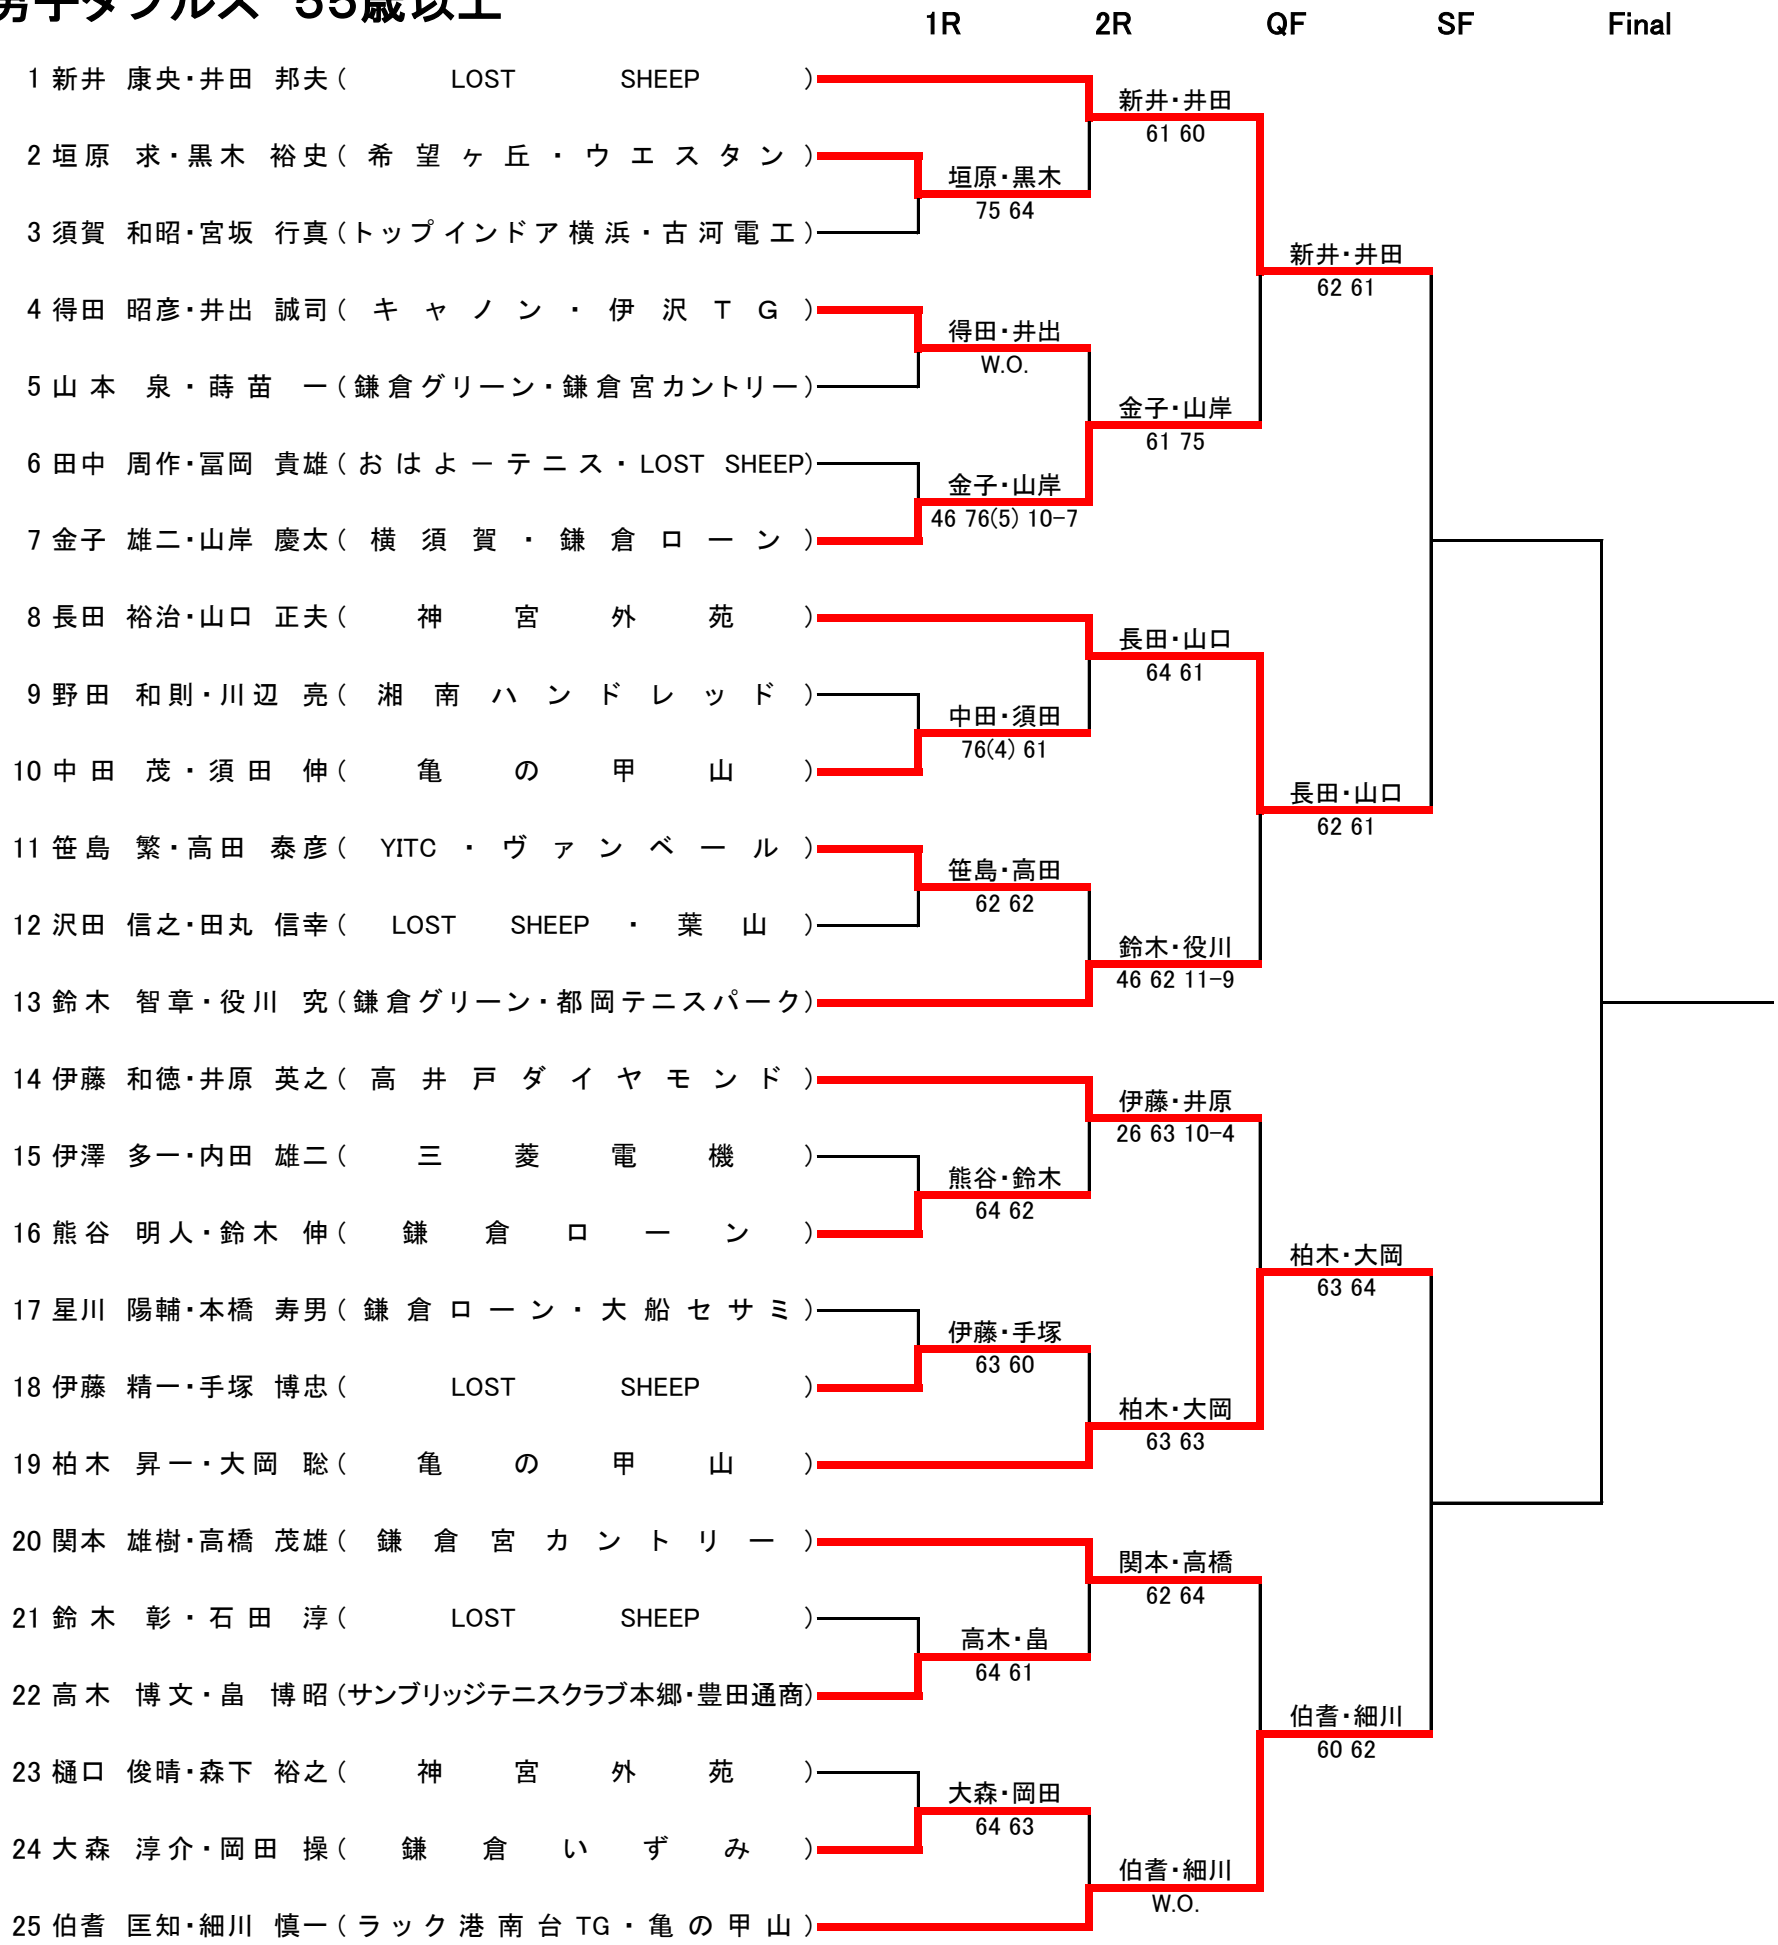 男子ダブルス 55歳以上
1R 2R QF SF Final
1 新井 康央・井田 邦夫 ( LOST SHEEP )
新井・井田
61 60
2 垣原 求・黒木 裕史 ( 希望ヶ丘・ウエスタン )
垣原・黒木
75 64
3 須賀 和昭・宮坂 行真 ( トップインドア横浜・古河電工 )
新井・井田
62 61
4 得田 昭彦・井出 誠司 ( キャノン・伊沢TG )
得田・井出
W.O.
5 山本 泉・蒔苗 一 ( 鎌倉グリーン・鎌倉宮カントリー )
金子・山岸
61 75
6 田中 周作・冨岡 貴雄 ( おはよーテニス・LOST SHEEP )
金子・山岸
46 76(5) 10-7
7 金子 雄二・山岸 慶太 ( 横須賀・鎌倉ローン )
8 長田 裕治・山口 正夫 ( 神宮外苑 )
長田・山口
64 61
9 野田 和則・川辺 亮 ( 湘南ハンドレッド )
中田・須田
76(4) 61
10 中田 茂・須田 伸 ( 亀の甲山 )
長田・山口
62 61
11 笹島 繁・高田 泰彦 ( YITC・ヴァンベール )
笹島・高田
62 62
12 沢田 信之・田丸 信幸 ( LOST SHEEP・葉山 )
鈴木・役川
46 62 11-9
13 鈴木 智章・役川 究 ( 鎌倉グリーン・都岡テニスパーク )
14 伊藤 和徳・井原 英之 ( 高井戸ダイヤモンド )
伊藤・井原
26 63 10-4
15 伊澤 多一・内田 雄二 ( 三菱電機 )
熊谷・鈴木
64 62
16 熊谷 明人・鈴木 伸 ( 鎌倉ローン )
柏木・大岡
63 64
17 星川 陽輔・本橋 寿男 ( 鎌倉ローン・大船セサミ )
伊藤・手塚
63 60
18 伊藤 精一・手塚 博忠 ( LOST SHEEP )
柏木・大岡
63 63
19 柏木 昇一・大岡 聡 ( 亀の甲山 )
20 関本 雄樹・高橋 茂雄 ( 鎌倉宮カントリー )
関本・高橋
62 64
21 鈴木 彰・石田 淳 ( LOST SHEEP )
高木・畠
64 61
22 高木 博文・畠 博昭 ( サンブリッジテニスクラブ本郷・豊田通商 )
伯耆・細川
60 62
23 樋口 俊晴・森下 裕之 ( 神宮外苑 )
大森・岡田
64 63
24 大森 淳介・岡田 操 ( 鎌倉いずみ )
伯耆・細川
W.O.
25 伯耆 匡知・細川 慎一 ( ラック港南台TG・亀の甲山 )